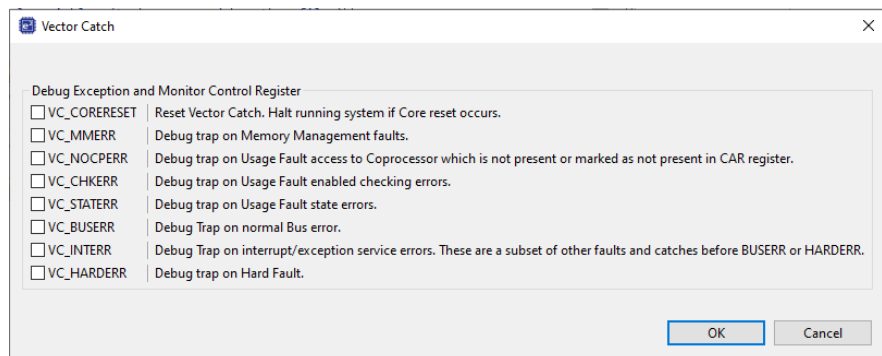 Vector Catch
Debug Exception and Monitor Control Register
VC_CORERESET Reset Vector Catch. Halt running system if Core reset occurs.
VC_MMERR Debug trap on Memory Management faults.
VC_NOCPERR Debug trap on Usage Fault access to Coprocessor which is not present or marked as not present in CAR register.
VC_CHKERR Debug trap on Usage Fault enabled checking errors.
VC_STATERR Debug trap on Usage Fault state errors.
VC_BUSERR Debug Trap on normal Bus error.
VC_INTERR Debug Trap on interrupt/exception service errors. These are a subset of other faults and catches before BUSERR or HARDERR.
VC_HARDERR Debug trap on Hard Fault.
OK Cancel